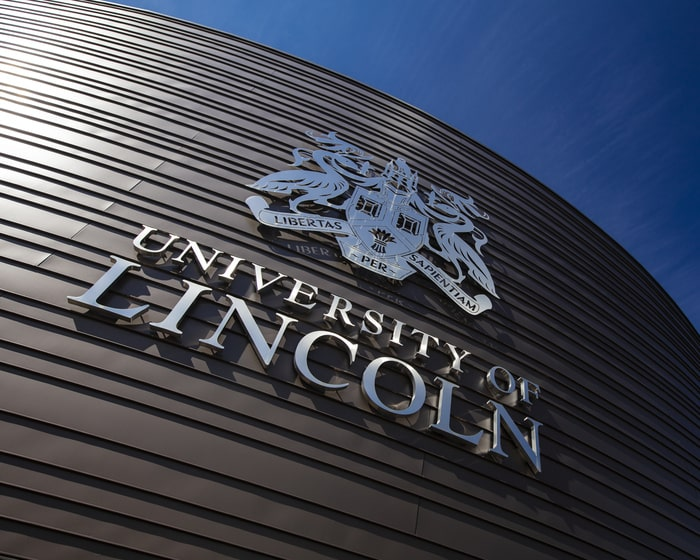 LIBERTAS
PER
SAPIENTIAM
UNIVERSITY OF
LINCOLN